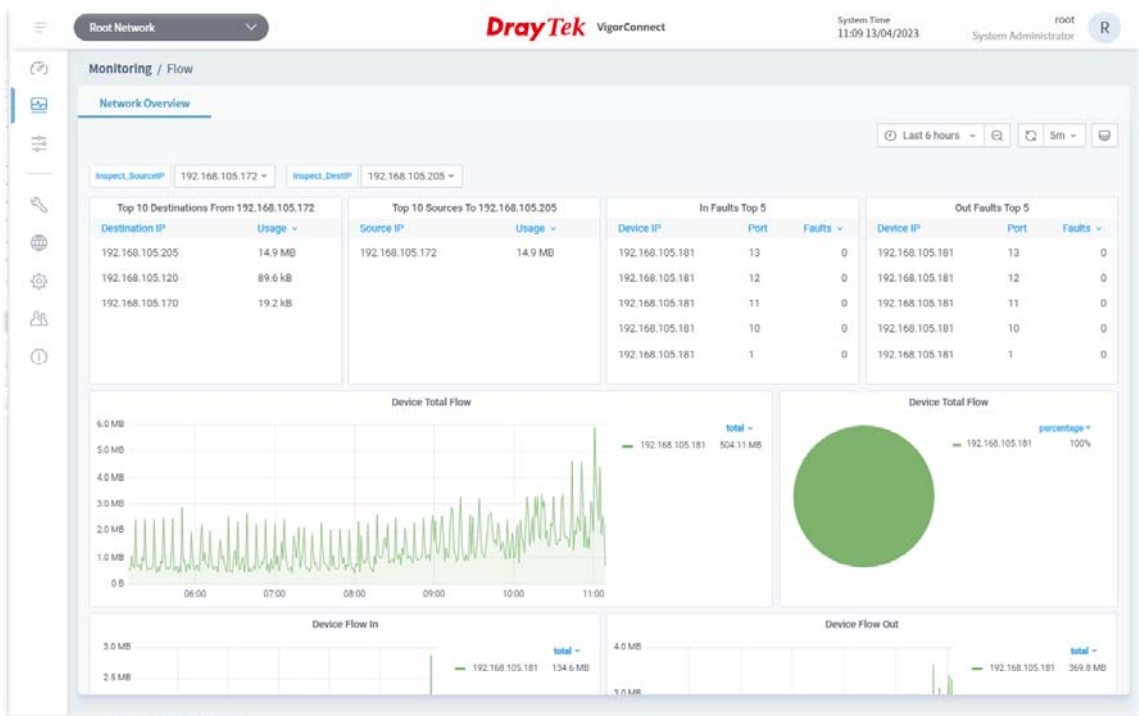 Root Network
DrayTek VigorConnect
System Time
11:09 13/04/2023
root
System Administrator
R
Monitoring / Flow
Network Overview
Last 6 hours
5m
Inspect_SourceIP 192.168.105.172
Inspect_DestIP 192.168.105.205
Top 10 Destinations From 192.168.105.172
Destination IP Usage
192.168.105.205 14.9 MB
192.168.105.120 89.6 kB
192.168.105.170 19.2 kB
Top 10 Sources To 192.168.105.205
Source IP Usage
192.168.105.172 14.9 MB
In Faults Top 5
Device IP Port Faults
192.168.105.181 13 0
192.168.105.181 12 0
192.168.105.181 11 0
192.168.105.181 10 0
192.168.105.181 1 0
Out Faults Top 5
Device IP Port Faults
192.168.105.181 13 0
192.168.105.181 12 0
192.168.105.181 11 0
192.168.105.181 10 0
192.168.105.181 1 0
Device Total Flow
6.0 MB
5.0 MB
4.0 MB
3.0 MB
2.0 MB
1.0 MB
0 B
06:00 07:00 08:00 09:00 10:00 11:00
total
192.168.105.181 504.11 MB
Device Total Flow
percentage
192.168.105.181 100%
Device Flow In
3.0 MB
2.5 MB
total
192.168.105.181 134.6 MB
Device Flow Out
4.0 MB
3.0 MB
total
192.168.105.181 369.8 MB